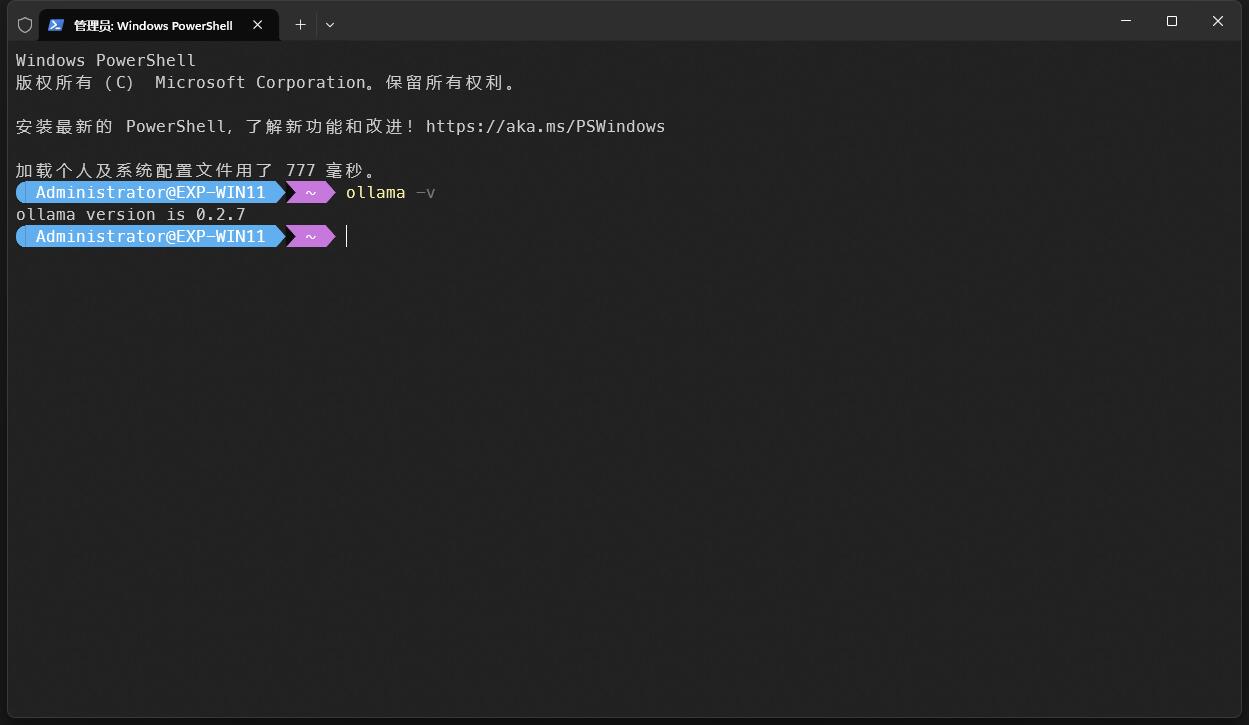 管理员: Windows PowerShell
Windows PowerShell
版权所有 (C) Microsoft Corporation。保留所有权利。
安装最新的 PowerShell,了解新功能和改进!https://aka.ms/PSWindows
加载个人及系统配置文件用了 777 毫秒。
Administrator@EXP-WIN11 ~ ollama -v
ollama version is 0.2.7
Administrator@EXP-WIN11 ~